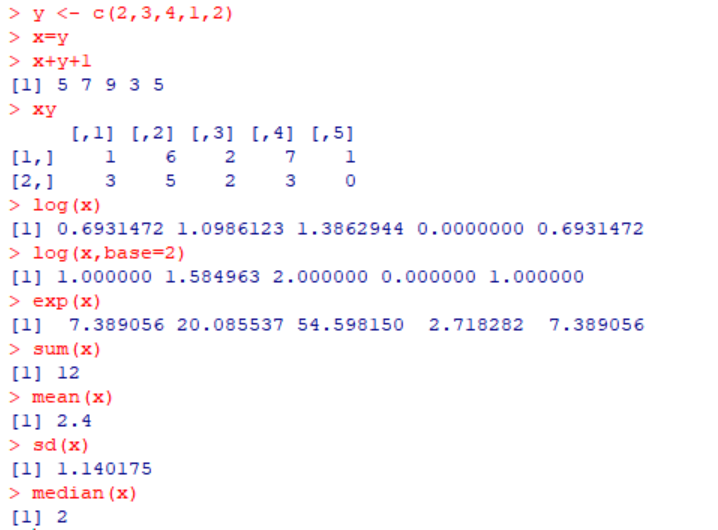 > y <- c(2,3,4,1,2)
> x=y
> x+y+1
[1] 5 7 9 3 5
> xy
     [,1] [,2] [,3] [,4] [,5]
[1,]    1    6    2    7    1
[2,]    3    5    2    3    0
> log(x)
[1] 0.6931472 1.0986123 1.3862944 0.0000000 0.6931472
> log(x,base=2)
[1] 1.000000 1.584963 2.000000 0.000000 1.000000
> exp(x)
[1]  7.389056 20.085537 54.598150  2.718282  7.389056
> sum(x)
[1] 12
> mean(x)
[1] 2.4
> sd(x)
[1] 1.140175
> median(x)
[1] 2